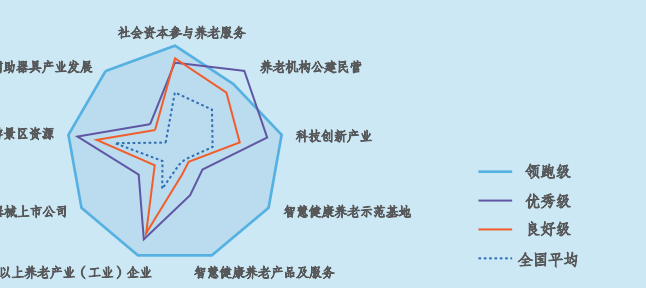 社会资本参与养老服务
助器具产业发展
养老机构公建民营
景区资源
科技创新产业
领跑级
优秀级
械上市公司
智慧健康养老示范基地
良好级
全国平均
以上养老产业（工业）企业
智慧健康养老产品及服务